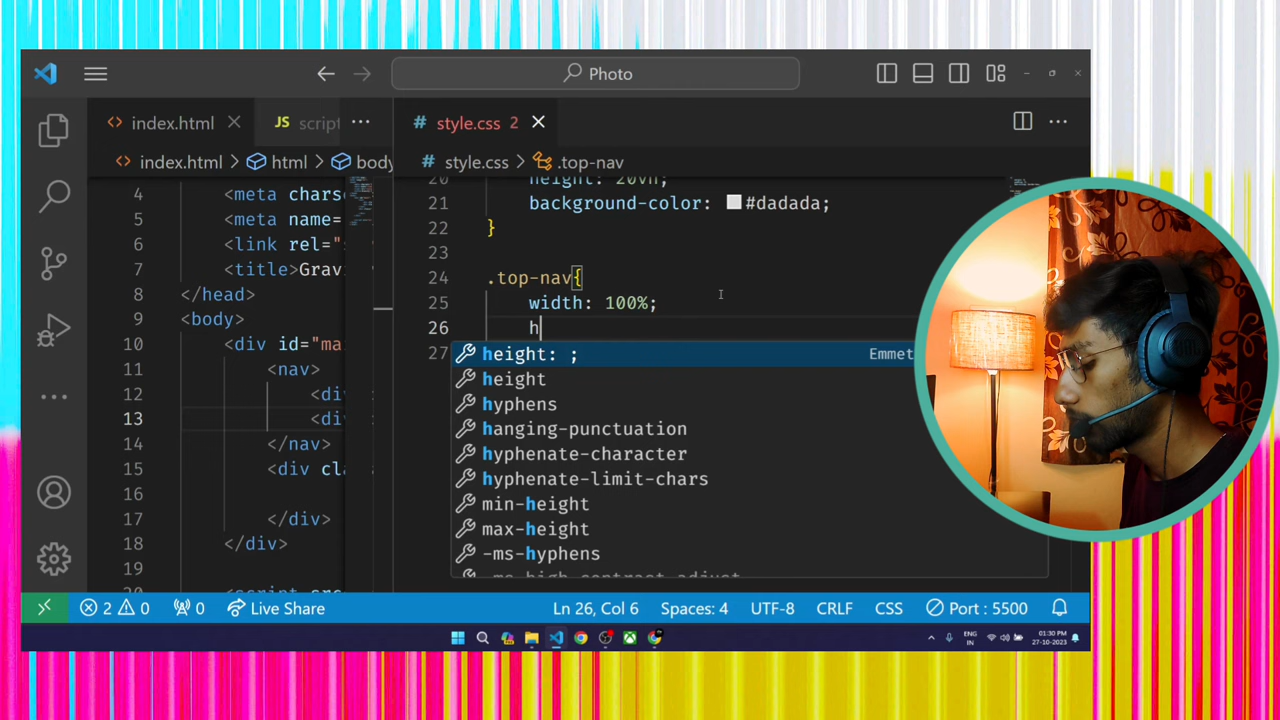 Photo
index.html
JS script
# style.css 2
index.html > html > body
# style.css > .top-nav
4 <meta chars
5 <meta name=
6 <link rel="
7 <title>Grav
8 </head>
9 <body>
10 <div id="ma
11 <nav>
12 <di
13 <di
14 </nav>
15 <div cl
16
17 </div>
18 </div>
19
20 height: 20vh;
21 background-color: #dadada;
22 }
23
24 .top-nav{
25 width: 100%;
26 h
27
height: ; Emmet
height
hyphens
hanging-punctuation
hyphenate-character
hyphenate-limit-chars
min-height
max-height
-ms-hyphens
2 0 0 Live Share Ln 26, Col 6 Spaces: 4 UTF-8 CRLF CSS Port : 5500
ENG 01:30 PM
IN 27-10-2023